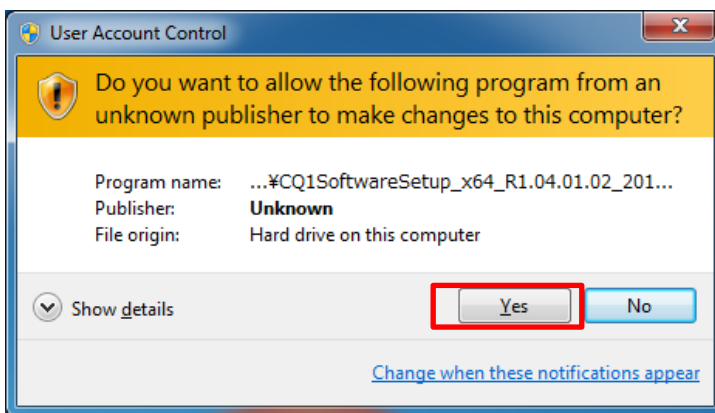 User Account Control
Do you want to allow the following program from an
unknown publisher to make changes to this computer?
Program name: ...¥CQ1SoftwareSetup_x64_R1.04.01.02_201...
Publisher: Unknown
File origin: Hard drive on this computer
Show details Yes No
Change when these notifications appear